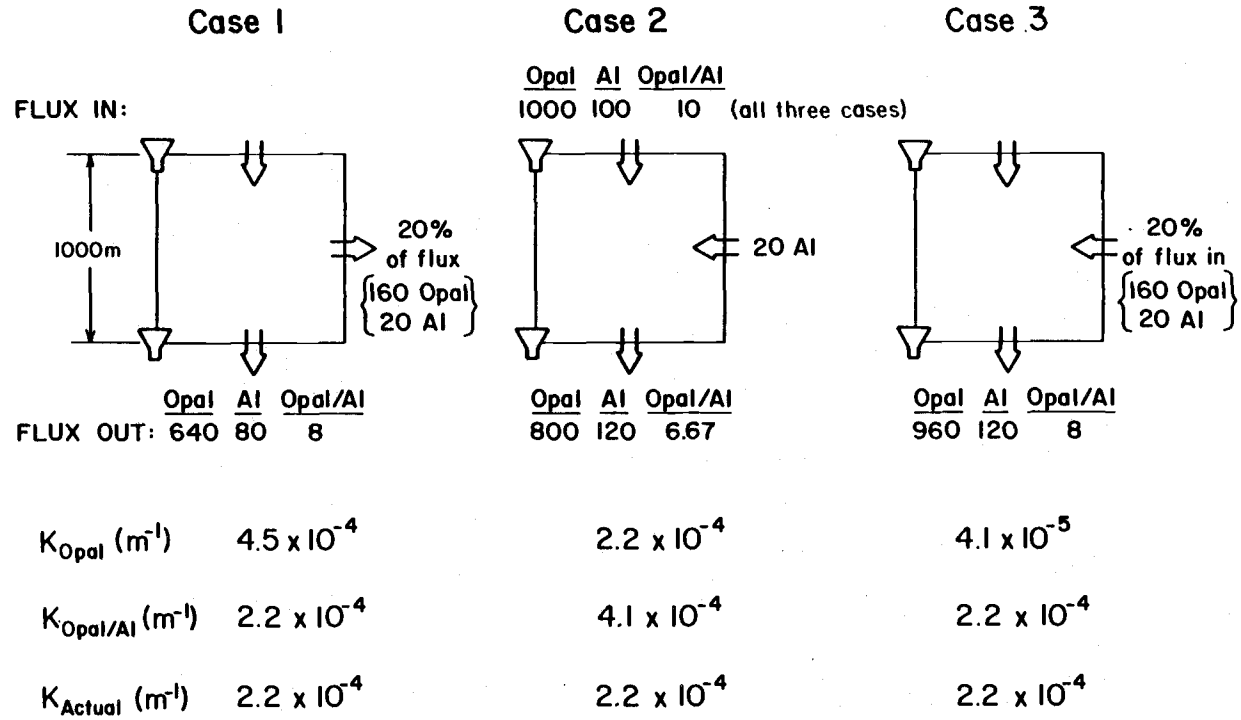 Case 1 Case 2 Case 3
Opal Al Opal/Al
FLUX IN: 1000 100 10 (all three cases)
1000m
20%
of flux
{160 Opal
20 Al}
20 Al
20%
of flux in
{160 Opal
20 Al}
Opal Al Opal/Al Opal Al Opal/Al Opal Al Opal/Al
FLUX OUT: 640 80 8 800 120 6.67 960 120 8
K_Opal (m⁻¹) 4.5 x 10⁻⁴ 2.2 x 10⁻⁴ 4.1 x 10⁻⁵
K_Opal/Al (m⁻¹) 2.2 x 10⁻⁴ 4.1 x 10⁻⁴ 2.2 x 10⁻⁴
K_Actual (m⁻¹) 2.2 x 10⁻⁴ 2.2 x 10⁻⁴ 2.2 x 10⁻⁴